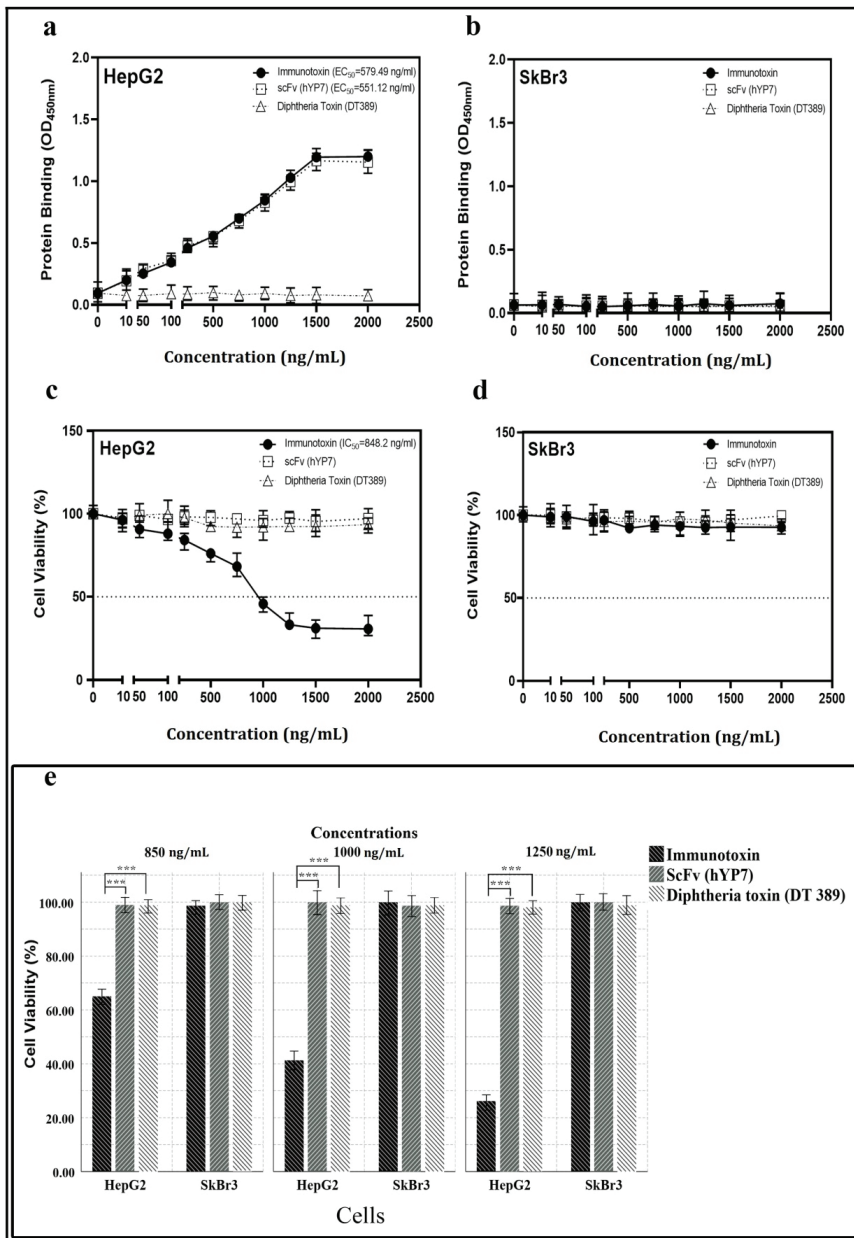 a
HepG2
Immunotoxin (EC50=579.49 ng/ml)
scFv (hYP7) (EC50=551.12 ng/ml)
Diphtheria Toxin (DT389)
Protein Binding (OD450nm)
2.0
1.5
1.0
0.5
0.0
0 10 50 100 500 1000 1500 2000 2500
Concentration (ng/mL)
b
SkBr3
Immunotoxin
scFv (hYP7)
Diphtheria Toxin (DT389)
Protein Binding (OD450nm)
2.0
1.5
1.0
0.5
0.0
0 10 50 100 500 1000 1500 2000 2500
Concentration (ng/mL)
c
HepG2
Immunotoxin (IC50=848.2 ng/ml)
scFv (hYP7)
Diphtheria Toxin (DT389)
Cell Viability (%)
150
100
50
0
0 10 50 100 500 1000 1500 2000 2500
Concentration (ng/mL)
d
SkBr3
Immunotoxin
scFv (hYP7)
Diphtheria Toxin (DT389)
Cell Viability (%)
150
100
50
0
0 10 50 100 500 1000 1500 2000 2500
Concentration (ng/mL)
e
Concentrations
850 ng/mL 1000 ng/mL 1250 ng/mL
Immunotoxin
ScFv (hYP7)
Diphtheria toxin (DT 389)
***
***
***
***
***
***
Cell Viability (%)
100.00
80.00
60.00
40.00
20.00
0.00
HepG2 SkBr3 HepG2 SkBr3 HepG2 SkBr3
Cells